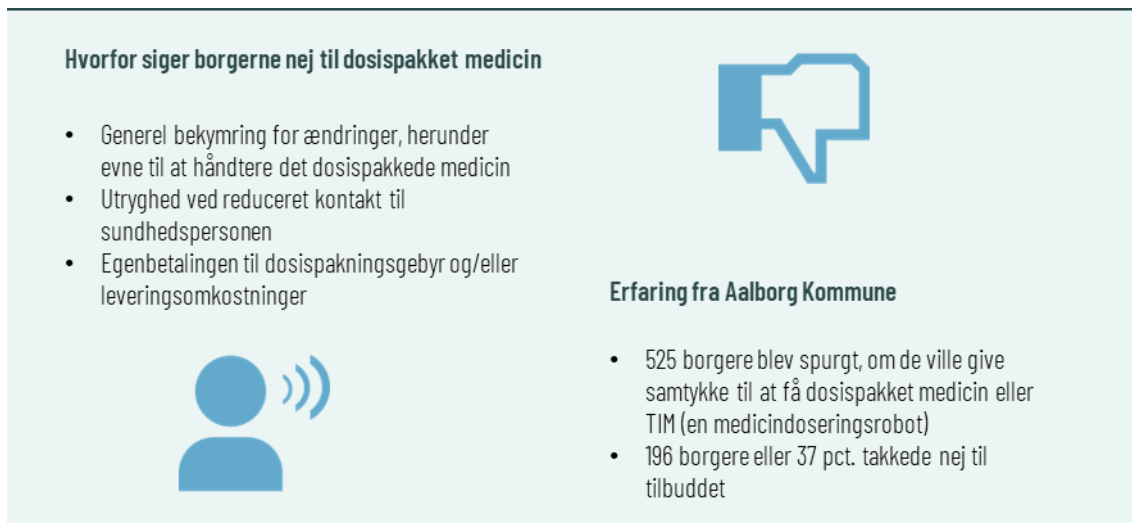 Hvorfor siger borgerne nej til dosispakket medicin
• Generel bekymring for ændringer, herunder
evne til at håndtere det dosispakkede medicin
• Utryghed ved reduceret kontakt til
sundhedspersonen
• Egenbetalingen til dosispakningsgebyr og/eller
leveringsomkostninger
Erfaring fra Aalborg Kommune
• 525 borgere blev spurgt, om de ville give
samtykke til at få dosispakket medicin eller
TIM (en medicindoseringsrobot)
• 196 borgere eller 37 pct. takkede nej til
tilbuddet